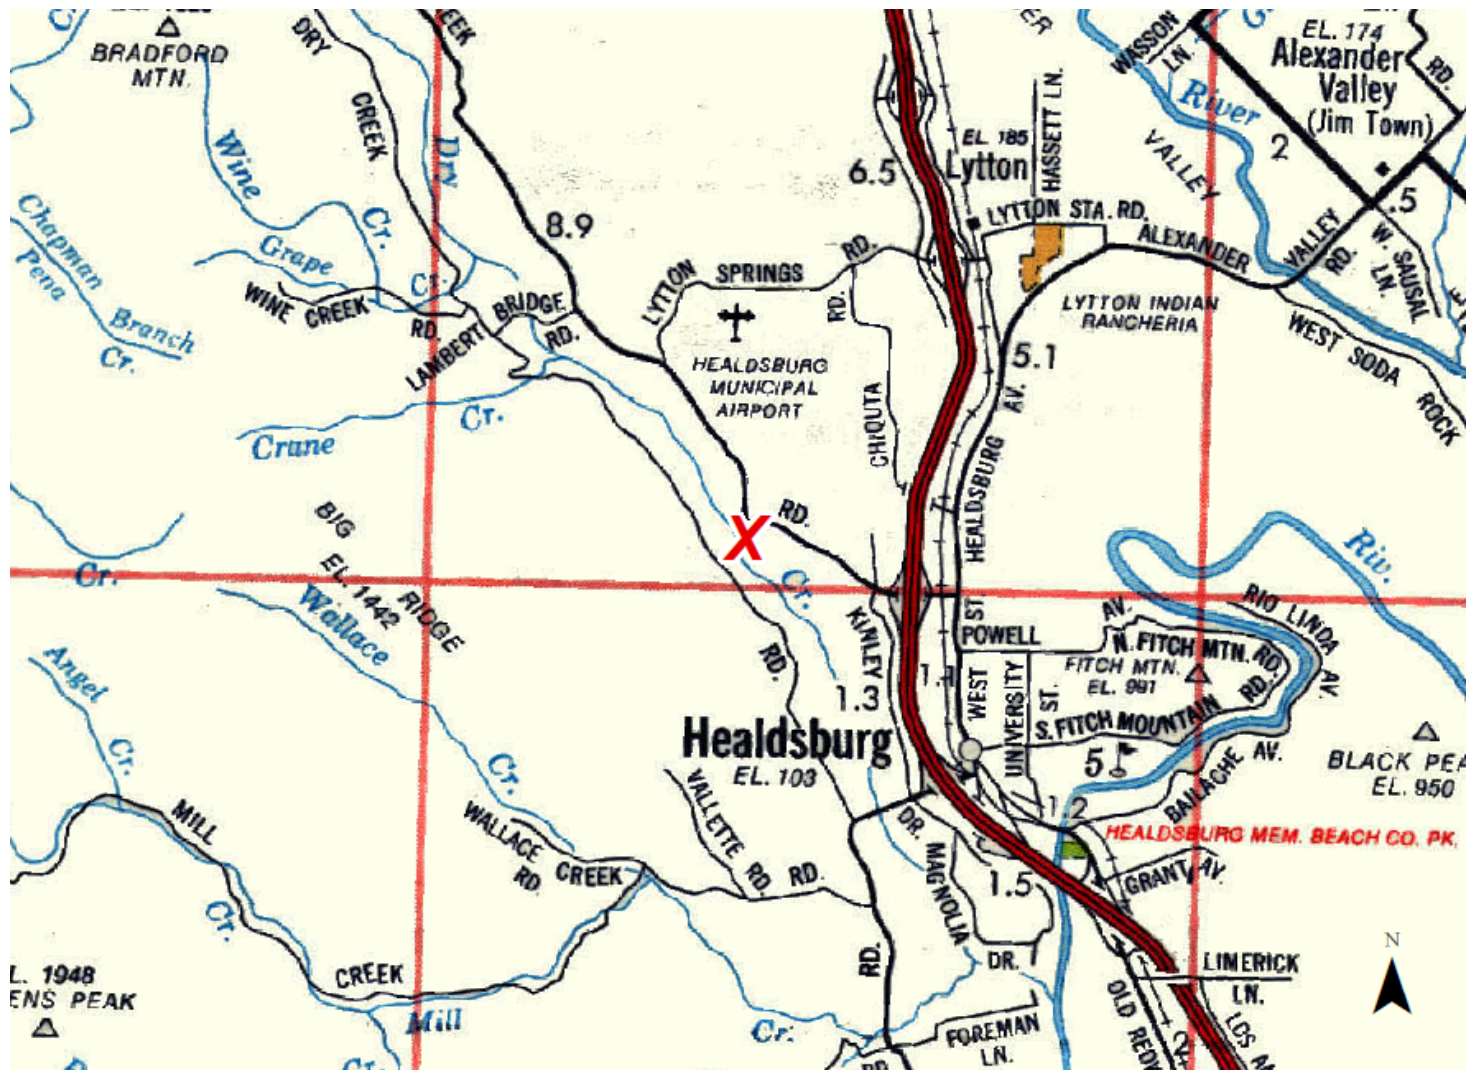 BRADFORD
MTN.
DRY
CREEK
EEK
Dry
Cr.
Wine
Cr.
Grape
Cr.
Chapman
Pena
Branch
Cr.
WINE CREEK
RD.
LAMBERT
BRIDGE
RD.
8.9
6.5
EL. 185
Lytton
HASSETT LN.
LYTTON STA. RD.
WASSON
LN.
River
VALLEY
EL. 174
Alexander
Valley
(Jim Town)
RD.
2
.5
ALEXANDER
VALLEY
RD.
W. SAUSAL
LN.
LYTTON
SPRINGS
RD.
RD.
CHIQUITA
HEALDSBURG
MUNICIPAL
AIRPORT
LYTTON INDIAN
RANCHERIA
WEST SODA
ROCK
5.1
HEALDSBURG
AV.
Crane
Cr.
BIG
RIDGE
EL. 1442
X
RD.
Cr.
Cr.
Wallace
Cr.
Angel
Cr.
RD.
KINLEY
1.3
1.1
ST.
WEST
POWELL
AV.
UNIVERSITY
ST.
N. FITCH MTN. RD.
FITCH MTN.
EL. 991
S. FITCH MOUNTAIN
RD.
RIO LINDA
AV.
Riv.
BLACK PEA
EL. 950
Healdsburg
EL. 103
5
1.2
BAILACHE
AV.
HEALDSBURG MEM. BEACH CO. PK.
MILL
CREEK
Cr.
WALLACE
CREEK
RD.
VALLETTE
RD.
RD.
DR.
MAGNOLIA
DR.
1.5
GRANT AV.
RD.
LIMERICK
LN.
N
L. 1948
ENS PEAK
Mill
Cr.
FOREMAN
LN.
OLD REDW
LOS A